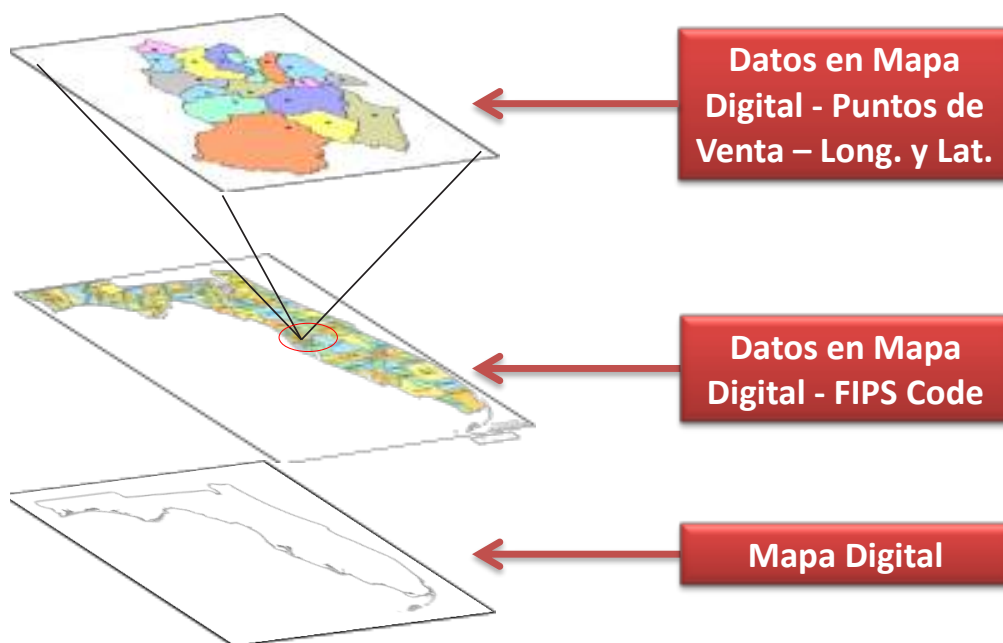 Datos en Mapa
Digital - Puntos de
Venta – Long. y Lat.
Datos en Mapa
Digital - FIPS Code
Mapa Digital